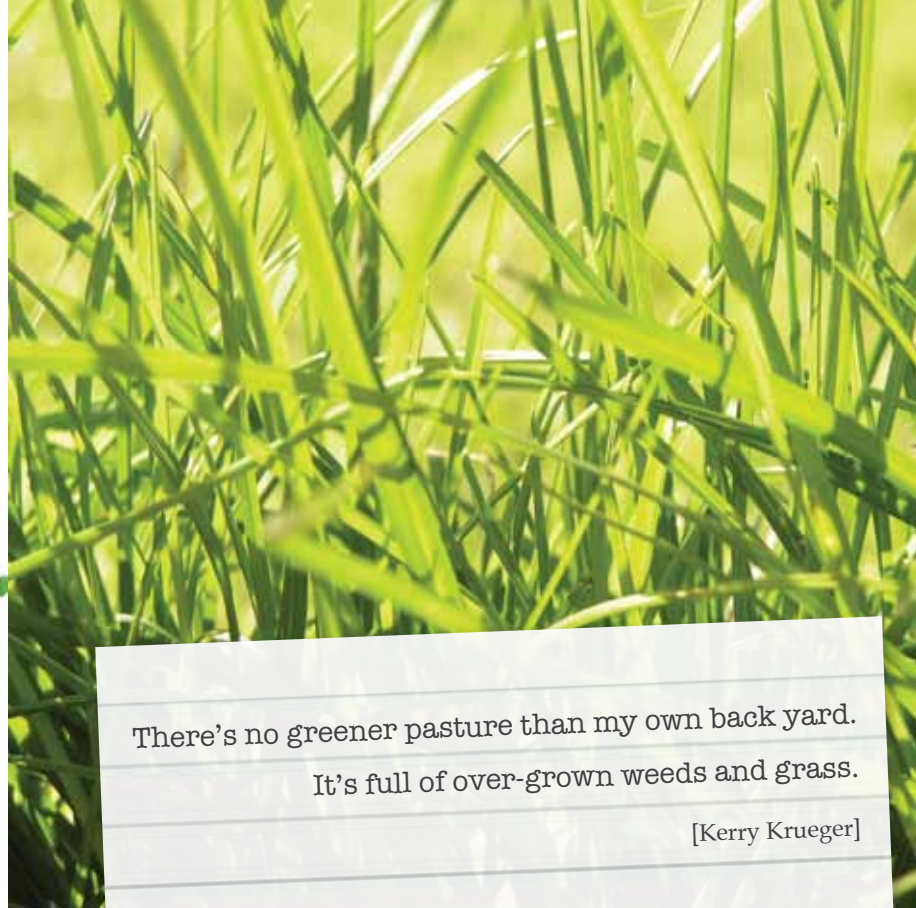 There’s no greener pasture than my own back yard.
It’s full of over-grown weeds and grass.
[Kerry Krueger]